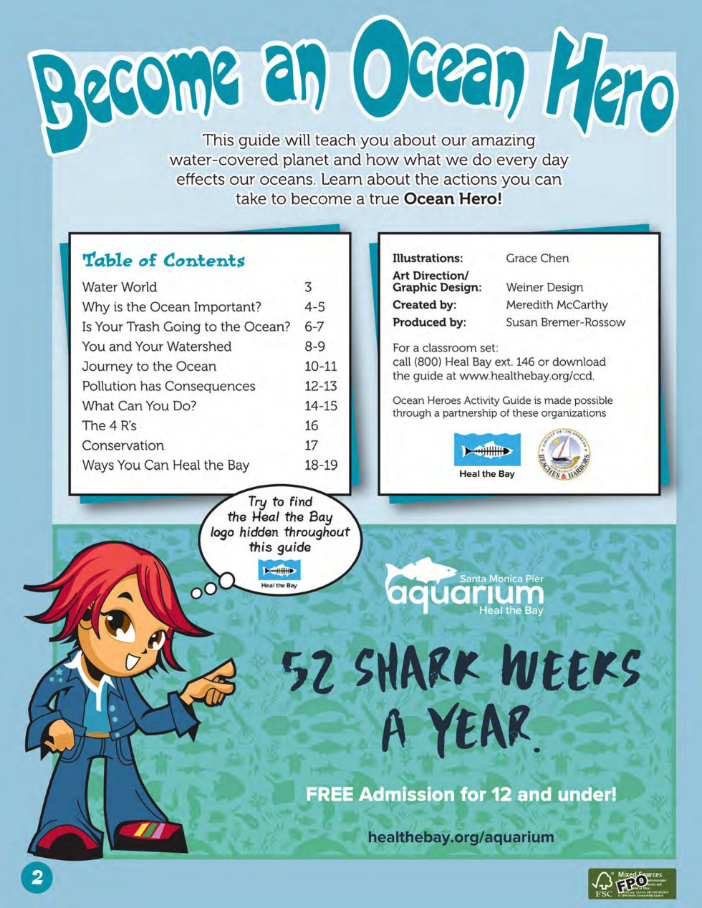 Become an Ocean Hero
This guide will teach you about our amazing
water-covered planet and how what we do every day
effects our oceans. Learn about the actions you can
take to become a true Ocean Hero!
Table of Contents
Water World 3
Why is the Ocean Important? 4-5
Is Your Trash Going to the Ocean? 6-7
You and Your Watershed 8-9
Journey to the Ocean 10-11
Pollution has Consequences 12-13
What Can You Do? 14-15
The 4 R's 16
Conservation 17
Ways You Can Heal the Bay 18-19
Illustrations: Grace Chen
Art Direction/
Graphic Design: Weiner Design
Created by: Meredith McCarthy
Produced by: Susan Bremer-Rossow
For a classroom set:
call (800) Heal Bay ext. 146 or download
the guide at www.healthebay.org/ccd.
Ocean Heroes Activity Guide is made possible
through a partnership of these organizations
Heal the Bay
BEACHES & HARBORS
Try to find
the Heal the Bay
logo hidden throughout
this guide
Heal the Bay
Santa Monica Pier
aquarium
Heal the Bay
52 SHARK WEEKS
A YEAR.
FREE Admission for 12 and under!
healthebay.org/aquarium
2
Mixed Sources
FPO
FSC